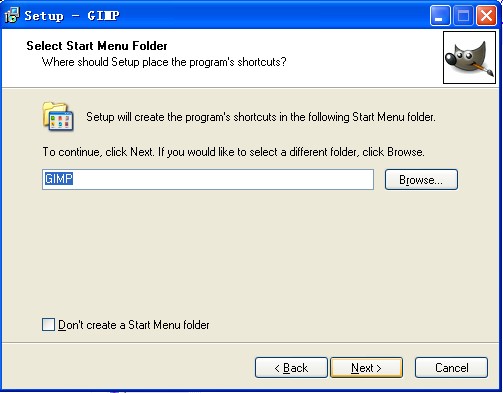 Setup - GIMP
Select Start Menu Folder
Where should Setup place the program's shortcuts?
Setup will create the program's shortcuts in the following Start Menu folder.
To continue, click Next. If you would like to select a different folder, click Browse.
GIMP
Browse...
Don't create a Start Menu folder
< Back
Next >
Cancel